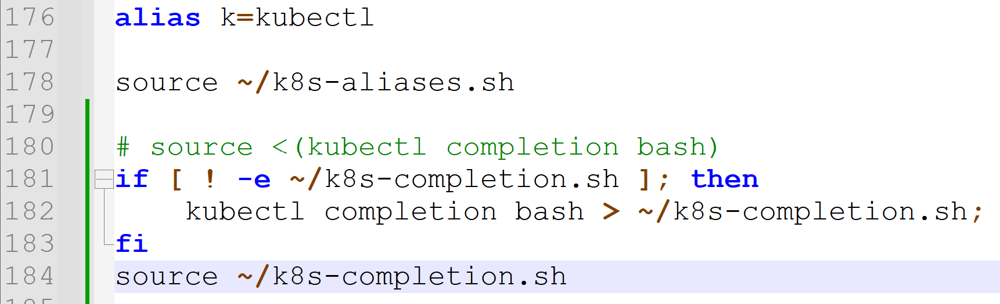 176 alias k=kubectl
177
178 source ~/k8s-aliases.sh
179
180 # source <(kubectl completion bash)
181 if [ ! -e ~/k8s-completion.sh ]; then
182     kubectl completion bash > ~/k8s-completion.sh;
183 fi
184 source ~/k8s-completion.sh